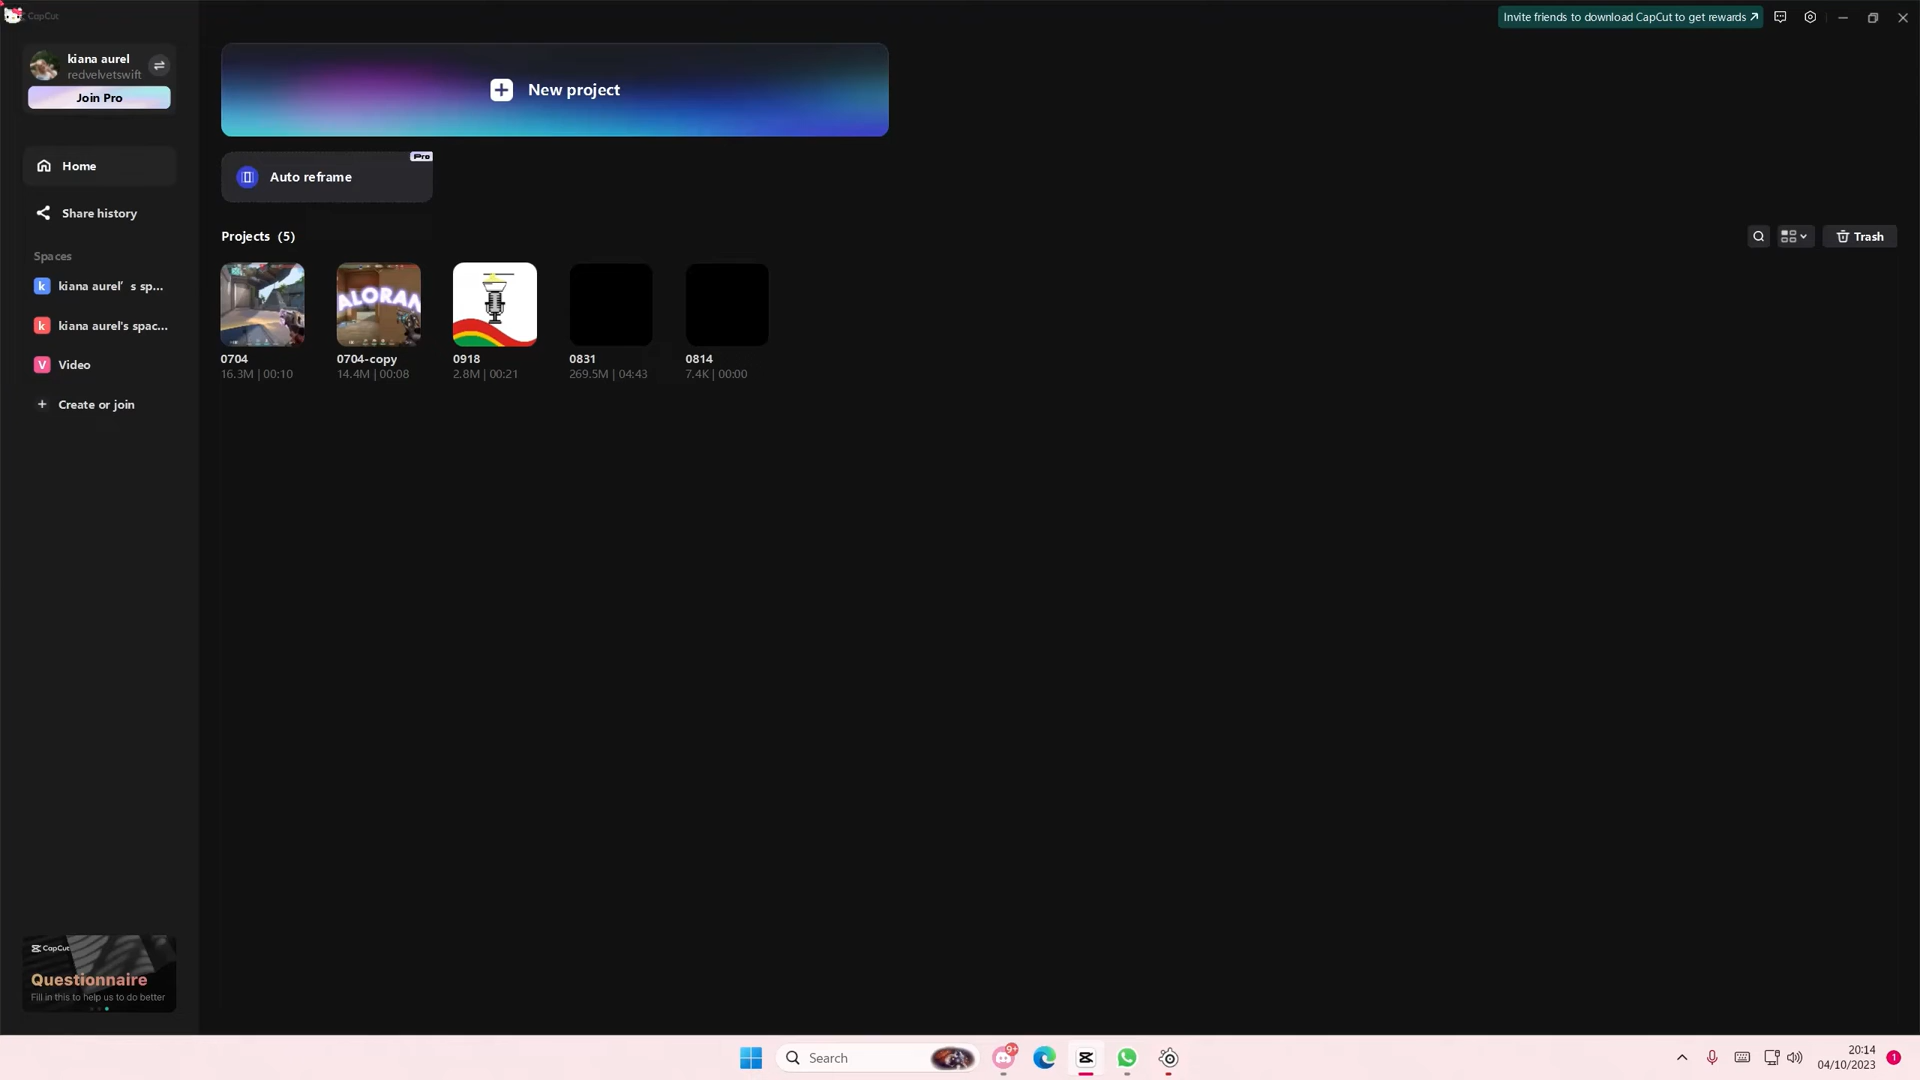 CapCut
Invite friends to download CapCut to get rewards
kiana aurel
redvelvetswift
Join Pro
New project
Pro
Auto reframe
Home
Share history
Projects (5)
Trash
Spaces
k kiana aurel’ s sp...
k kiana aurel's spac...
V Video
+ Create or join
ALORAN
0704
16.3M | 00:10
0704-copy
14.4M | 00:08
0918
2.8M | 00:21
0831
269.5M | 04:43
0814
7.4K | 00:00
CapCut
Questionnaire
Fill in this to help us to do better
Search
9+
20:14
04/10/2023
1